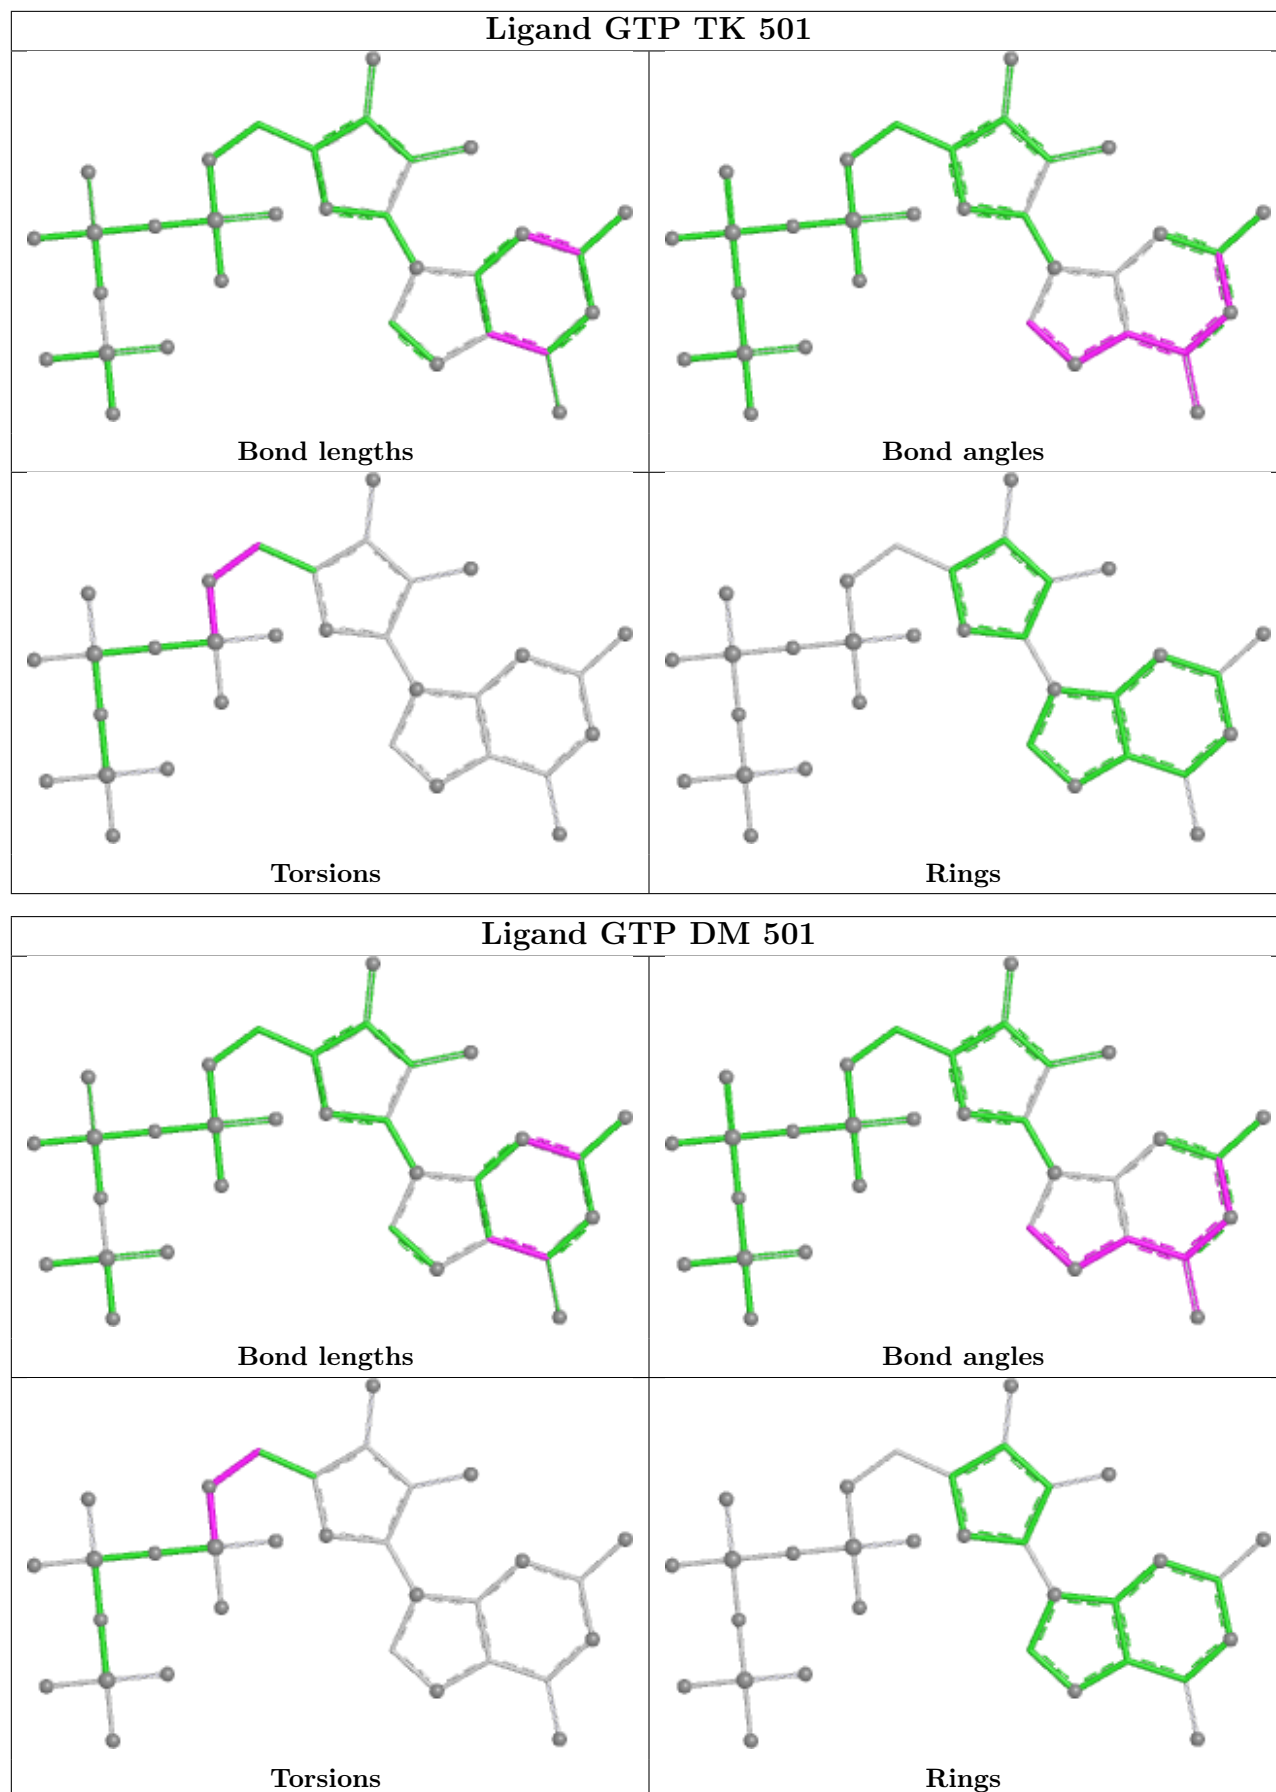 Ligand GTP TK 501
Bond lengths
Bond angles
Torsions
Rings
Ligand GTP DM 501
Bond lengths
Bond angles
Torsions
Rings